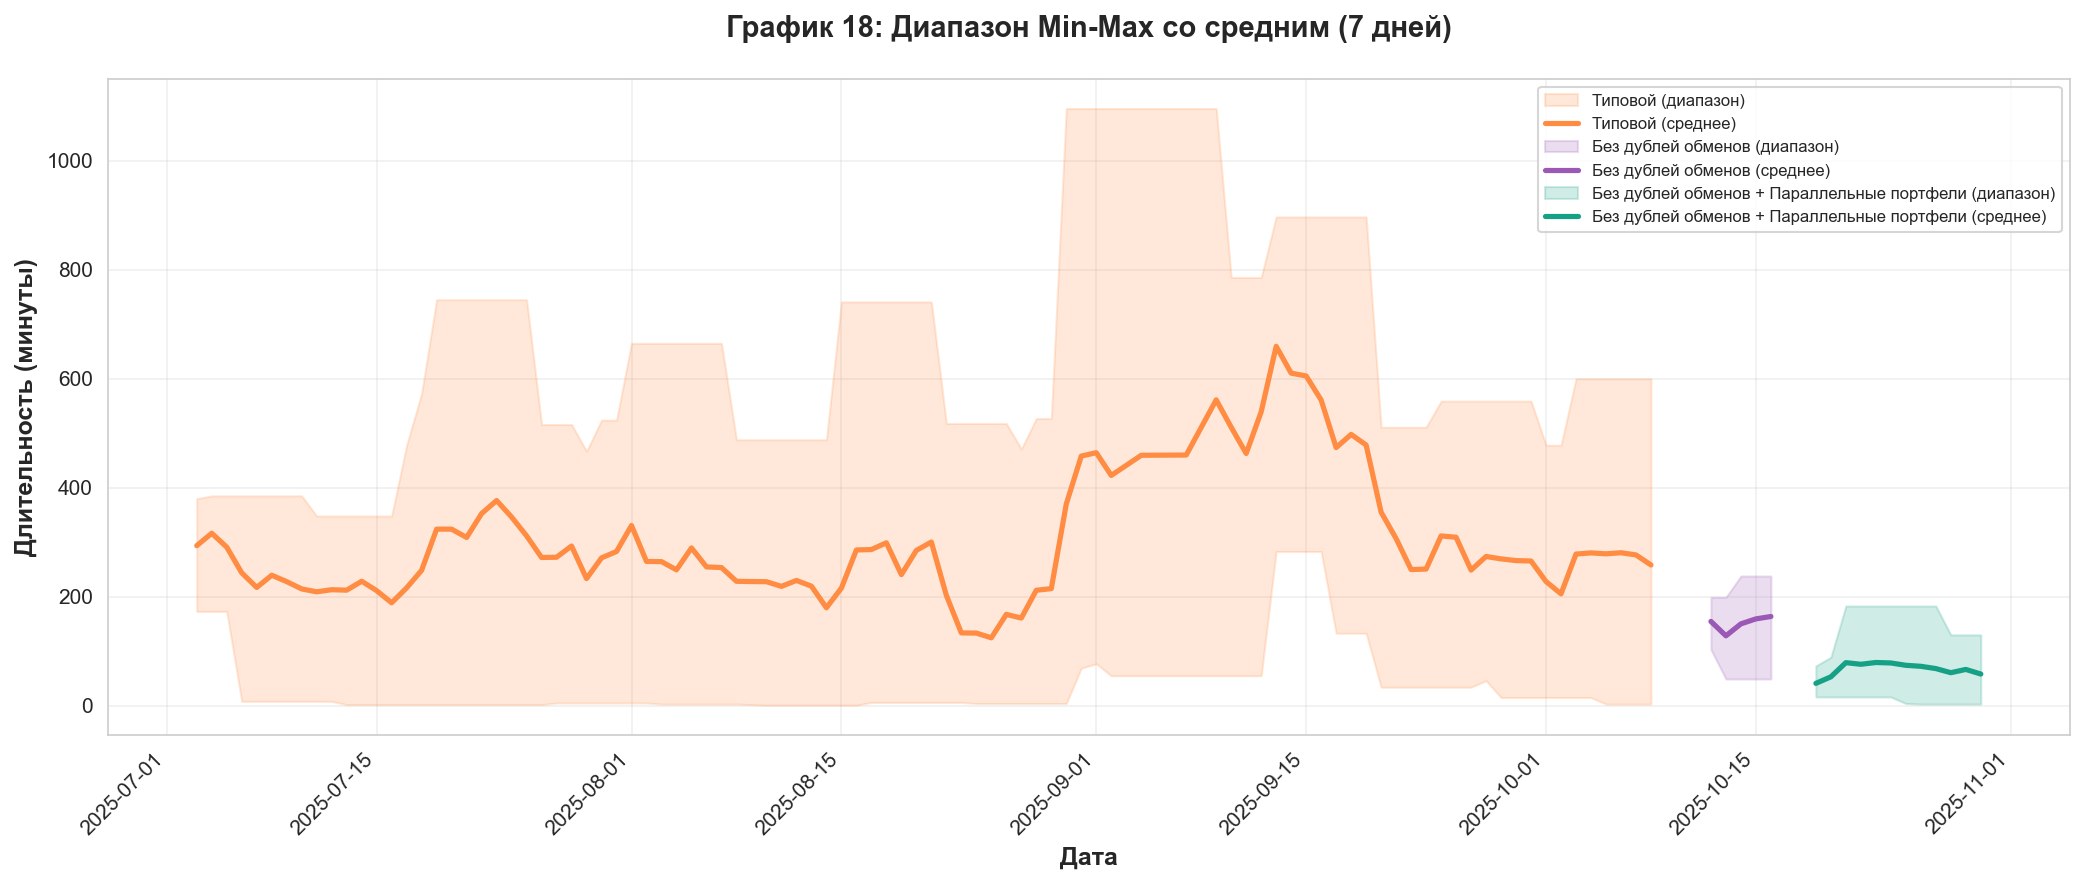 График 18: Диапазон Min-Max со средним (7 дней)
Типовой (диапазон)
Типовой (среднее)
Без дублей обменов (диапазон)
Без дублей обменов (среднее)
Без дублей обменов + Параллельные портфели (диапазон)
Без дублей обменов + Параллельные портфели (среднее)
Длительность (минуты)
1000
800
600
400
200
0
2025-07-01
2025-07-15
2025-08-01
2025-08-15
2025-09-01
2025-09-15
2025-10-01
2025-10-15
2025-11-01
Дата